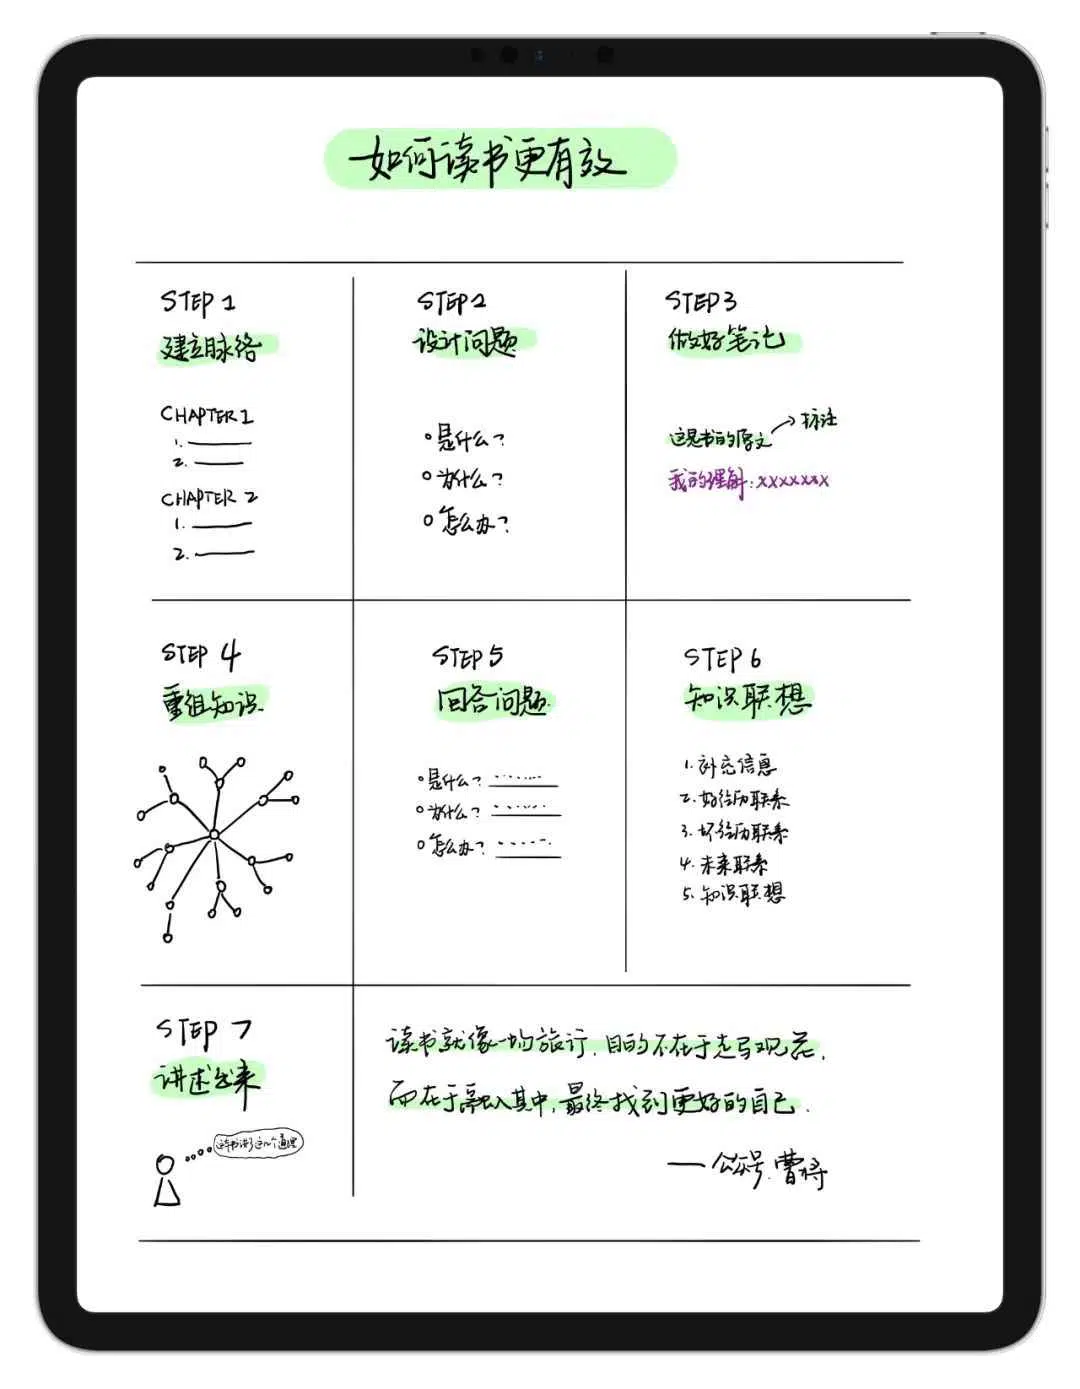 如何读书更有效
STEP 1
建立脉络
CHAPTER 1
1.
2.
CHAPTER 2
1.
2.
STEP 2
设计问题
是什么？
为什么？
怎么办？
STEP 3
做好笔记
标注
这是书的原文
我的理解：xxxxxxx
STEP 4
重组知识
STEP 5
回答问题
是什么？
为什么？
怎么办？
STEP 6
知识联想
1. 补充信息
2. 好经历联系
3. 坏经历联系
4. 未来联系
5. 知识联想
STEP 7
讲述出来
这本书讲了这几个道理
读书就像一场旅行，目的不在于走马观花，
而在于融入其中，最终找到更好的自己.
——公众号.曹将